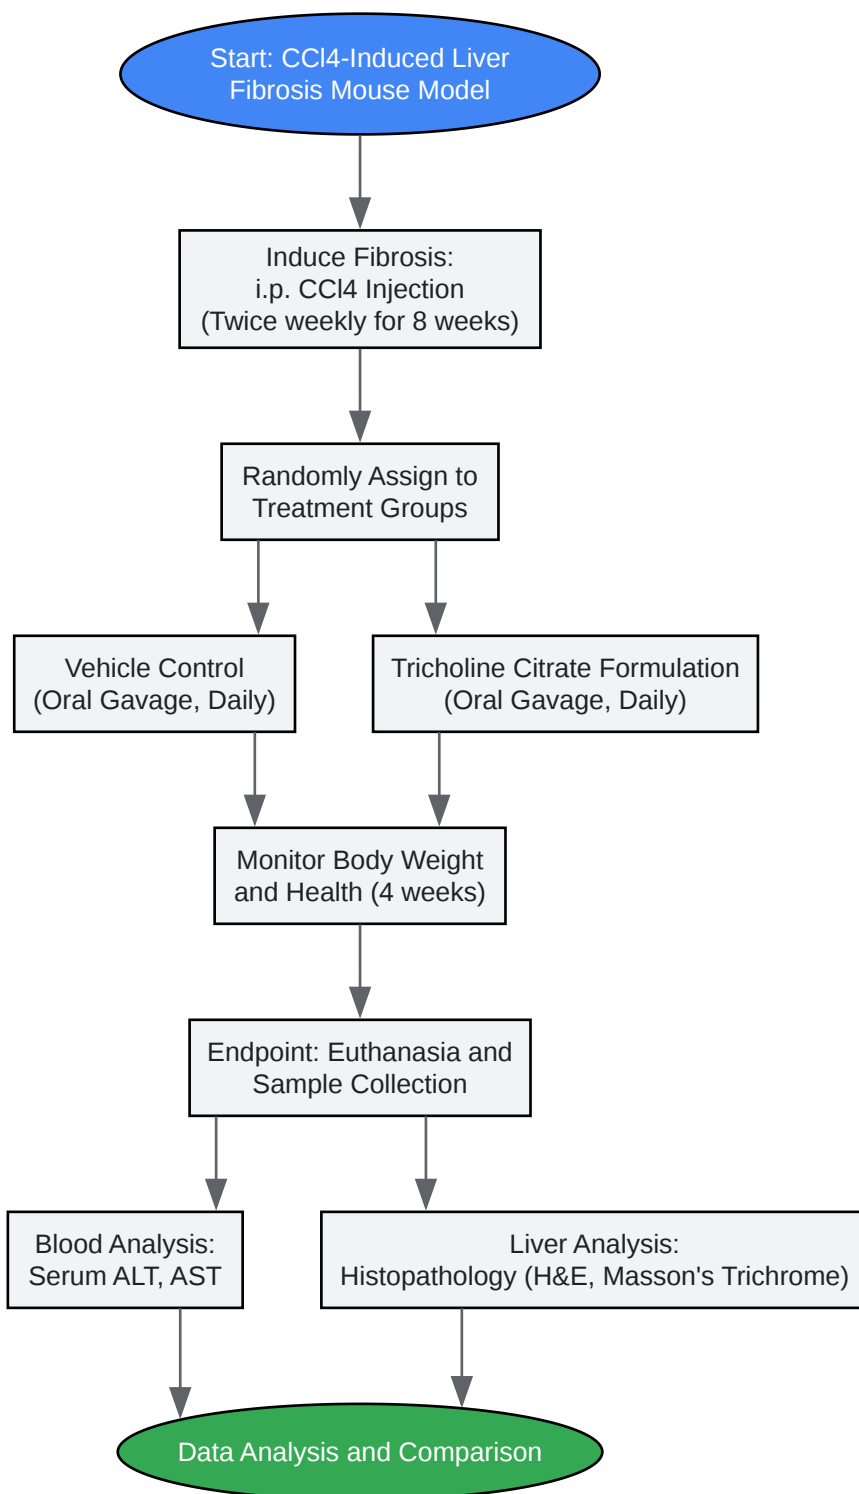 Start: CCl4-Induced Liver
Fibrosis Mouse Model
Induce Fibrosis:
i.p. CCl4 Injection
(Twice weekly for 8 weeks)
Randomly Assign to
Treatment Groups
Vehicle Control
(Oral Gavage, Daily)
Tricholine Citrate Formulation
(Oral Gavage, Daily)
Monitor Body Weight
and Health (4 weeks)
Endpoint: Euthanasia and
Sample Collection
Blood Analysis:
Serum ALT, AST
Liver Analysis:
Histopathology (H&E, Masson's Trichrome)
Data Analysis and Comparison